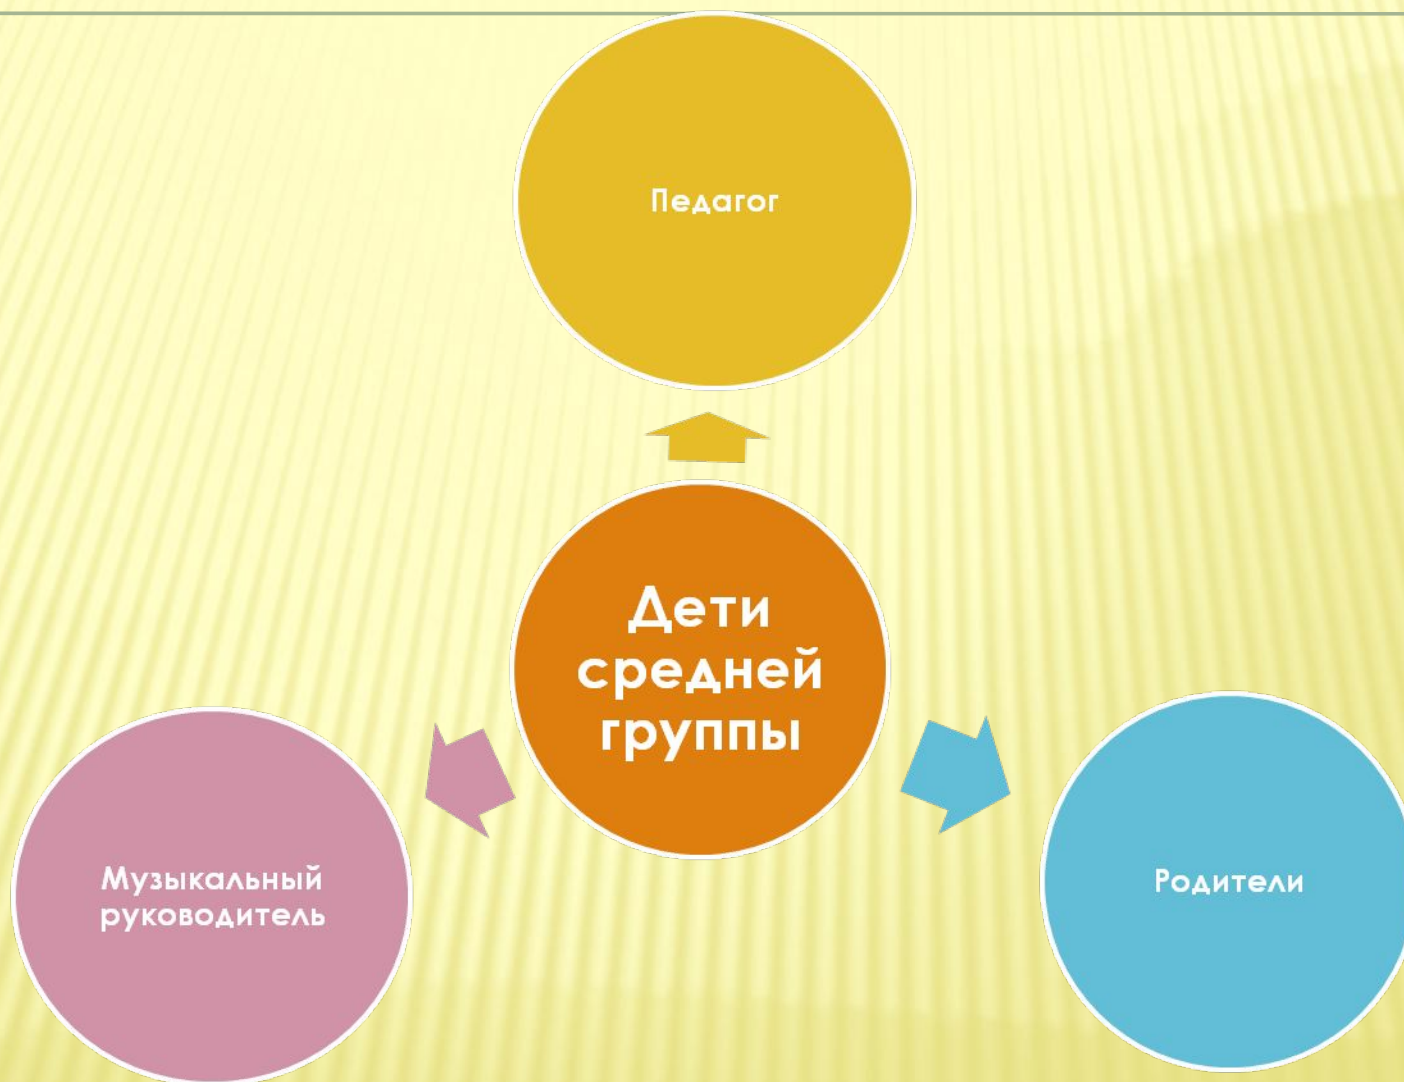 Педагог
Дети
средней
группы
Музыкальный
руководитель
Родители